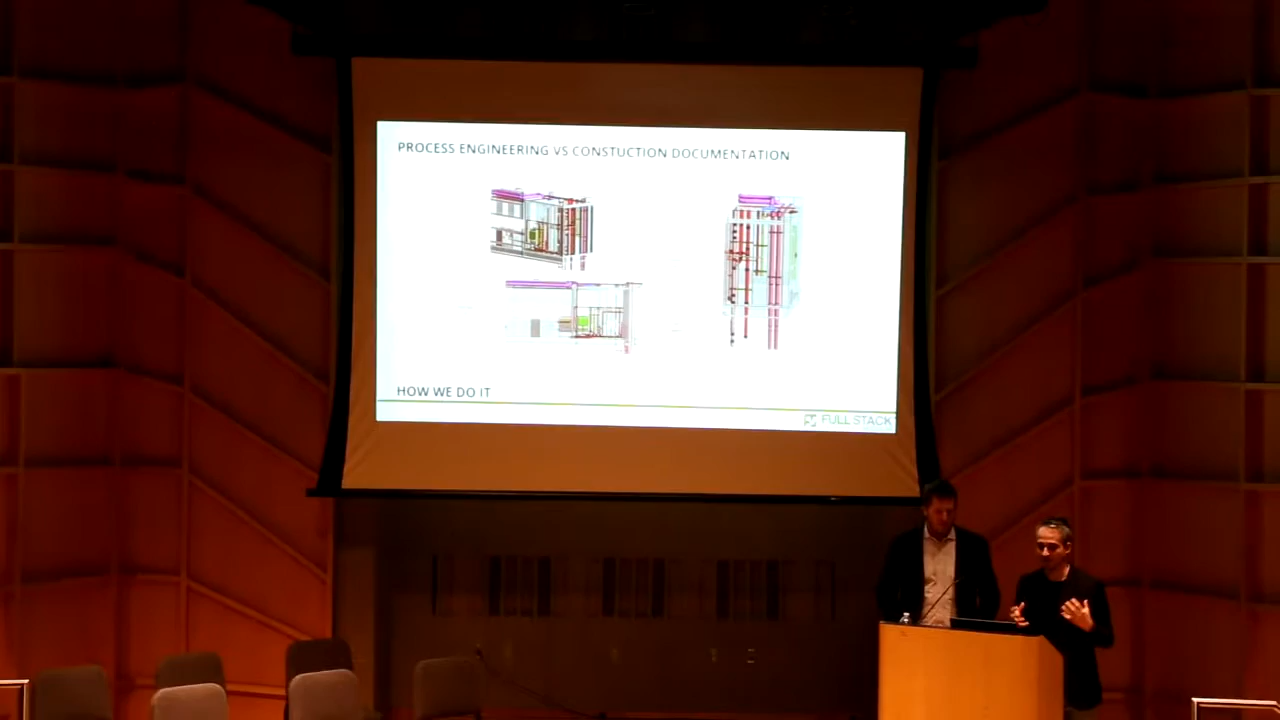 PROCESS ENGINEERING VS CONSTUCTION DOCUMENTATION
HOW WE DO IT
FULL STACK